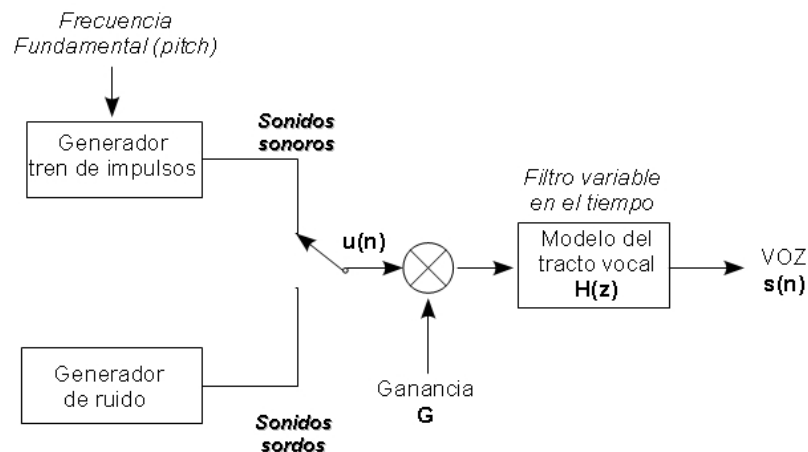 Frecuencia
Fundamental (pitch)
Generador
tren de impulsos
Sonidos
sonoros
u(n)
Filtro variable
en el tiempo
Modelo del
tracto vocal
H(z)
VOZ
s(n)
Generador
de ruido
Sonidos
sordos
Ganancia
G